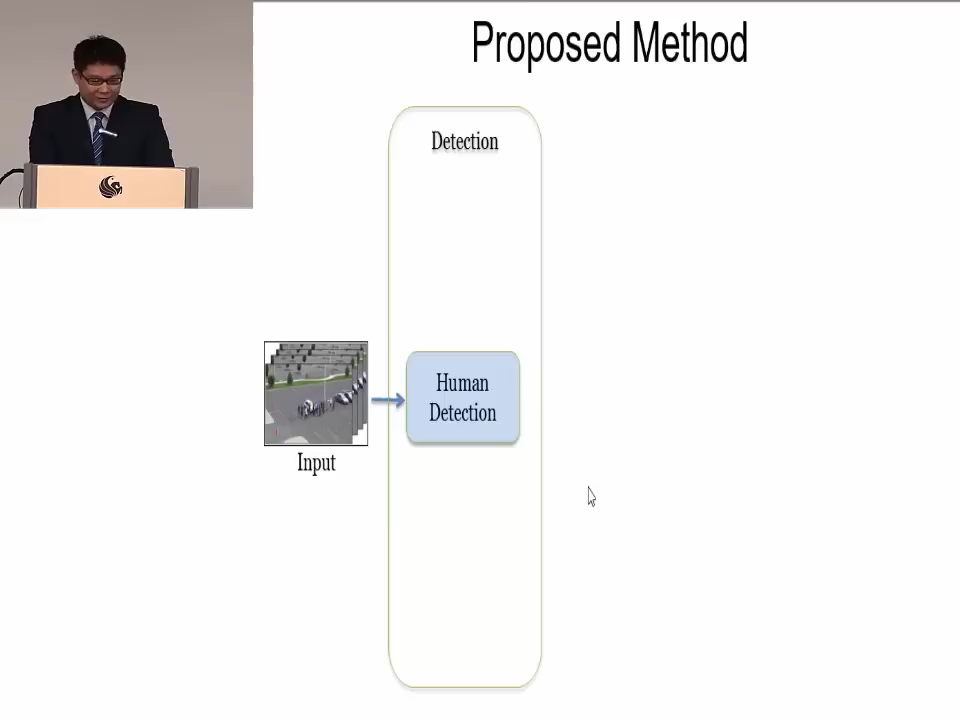 Proposed Method
Detection
Human
Detection
Input